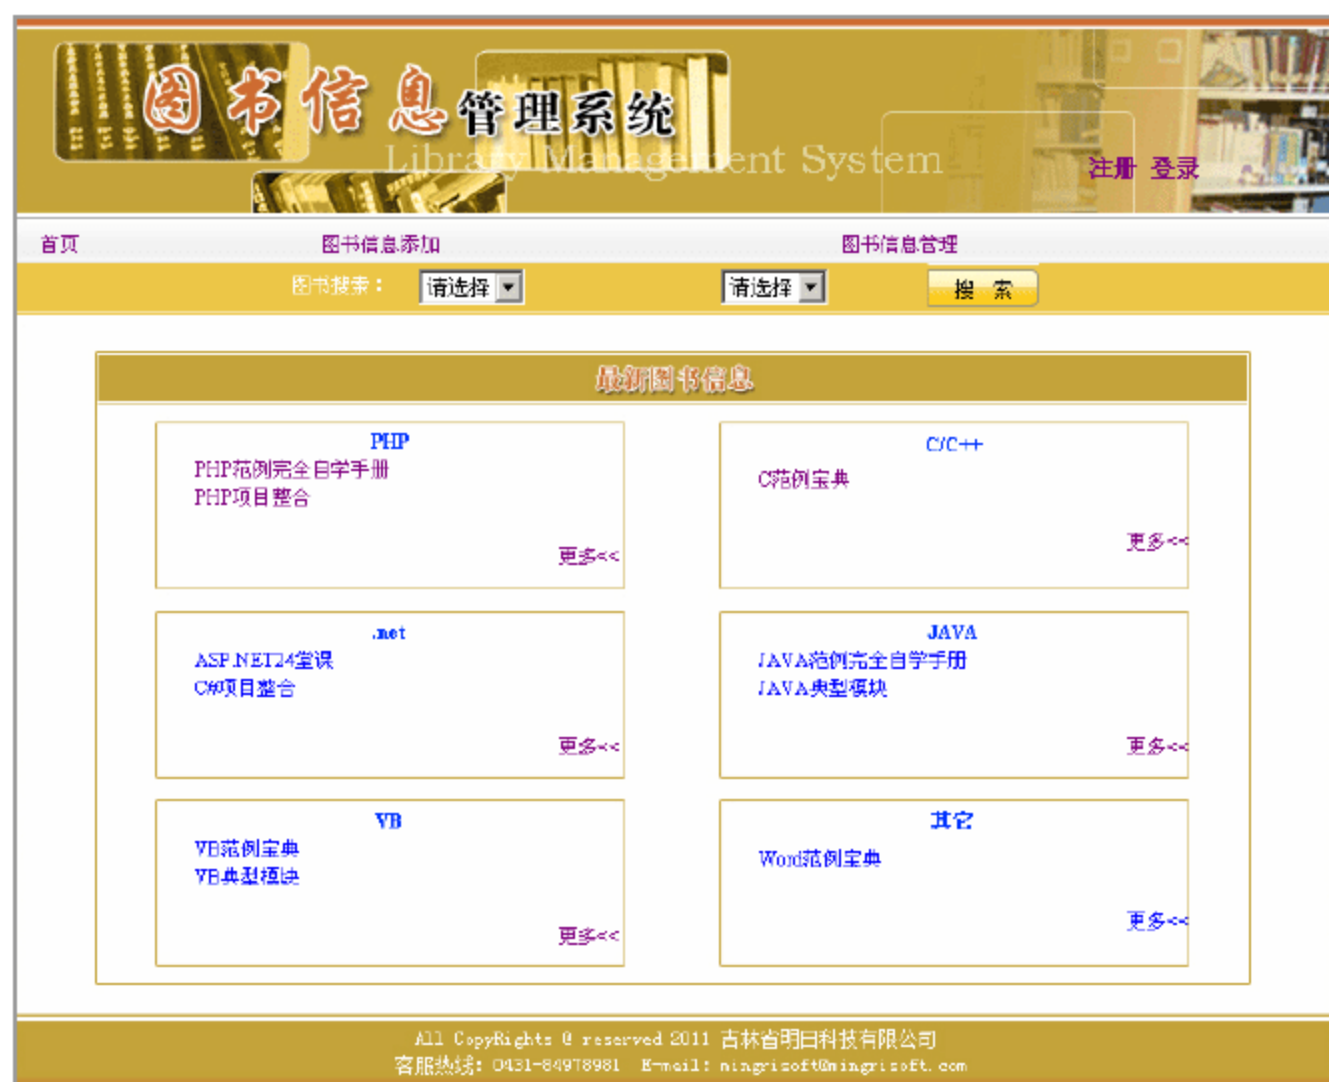 图书信息管理系统
Library Management System
注册 登录
首页 图书信息添加 图书信息管理
图书搜索： 请选择 请选择 搜 索
最新图书信息
PHP
PHP范例完全自学手册
PHP项目整合
更多<<
C/C++
C范例宝典
更多<<
.net
ASP.NET24堂课
C#项目整合
更多<<
JAVA
JAVA范例完全自学手册
JAVA典型模块
更多<<
VB
VB范例宝典
VB典型模块
更多<<
其它
Word范例宝典
更多<<
All CopyRights @ reserved 2011 吉林省明日科技有限公司
客服热线: 0431-84978981 E-mail: mingrisoft@mingrisoft.com